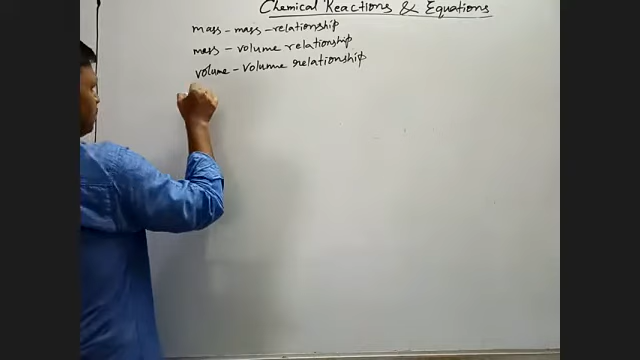 Chemical Reactions & Equations
mass - mass - relationship
mass - volume relationship
volume - volume relationship